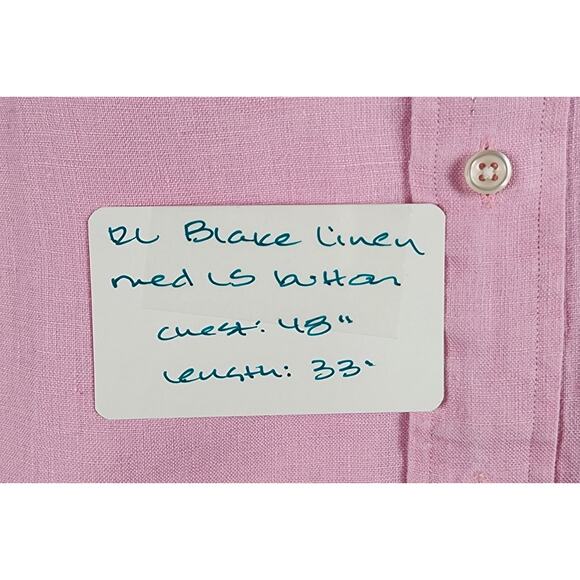 RL Blake linen
med LS button
chest: 48"
length: 33"